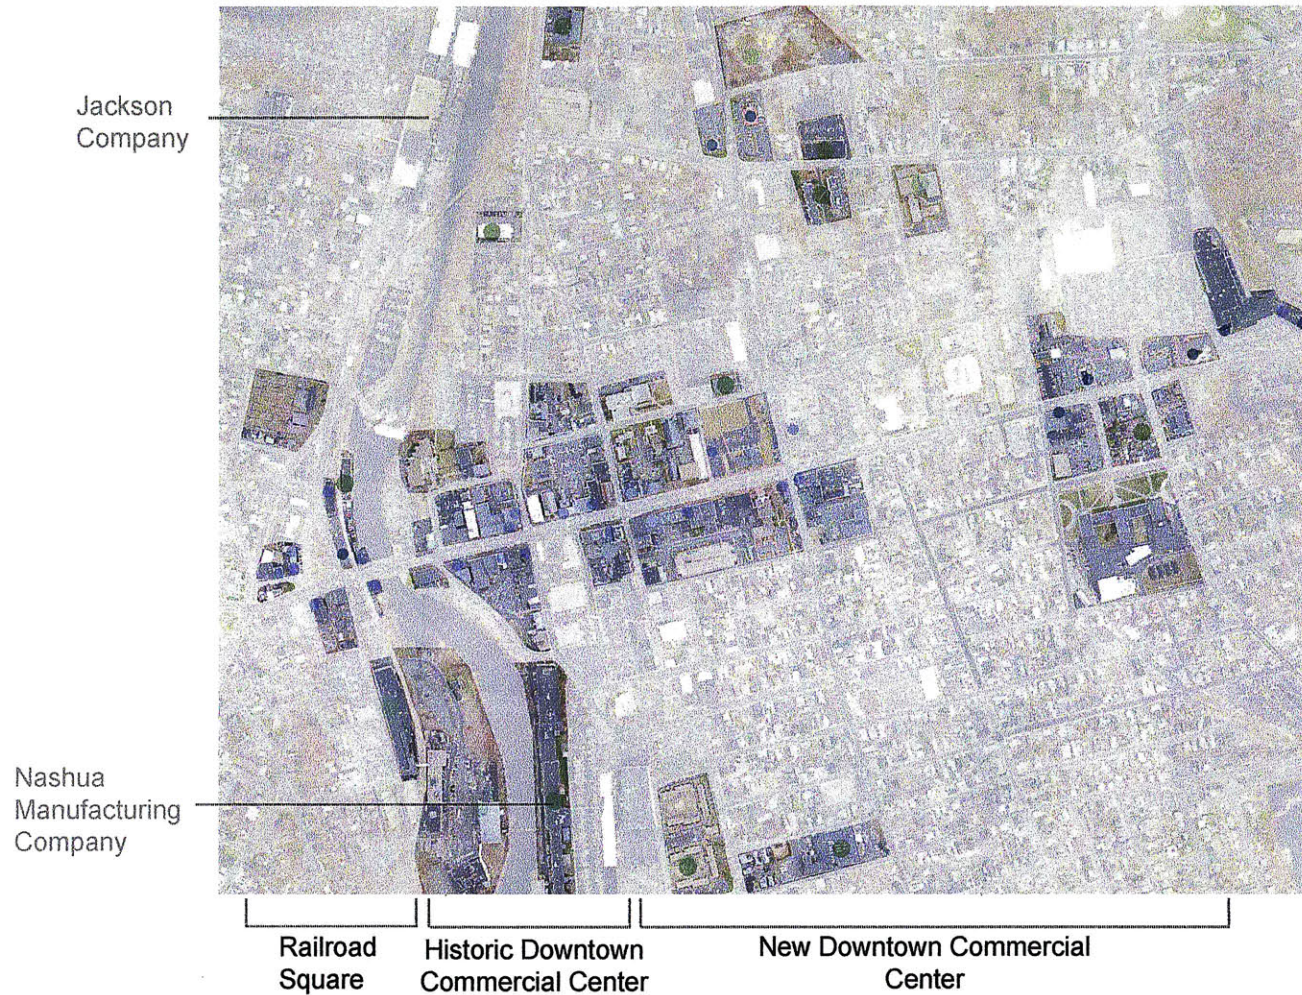 Jackson
Company
Nashua
Manufacturing
Company
Railroad
Square
Historic Downtown
Commercial Center
New Downtown Commercial
Center